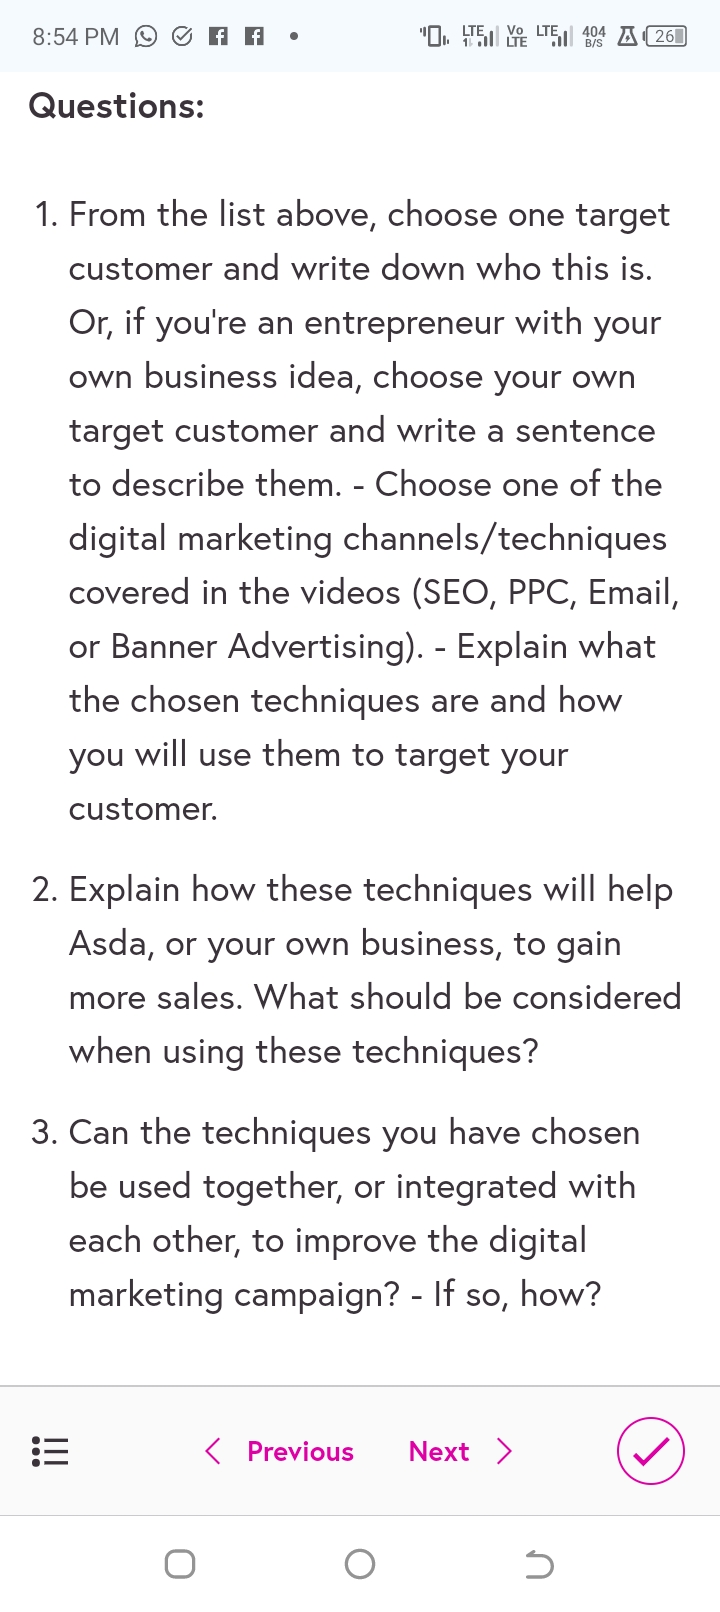 8:54 PM LTE Vo LTE LTE 404 B/S 26
Questions:
1. From the list above, choose one target
customer and write down who this is.
Or, if you're an entrepreneur with your
own business idea, choose your own
target customer and write a sentence
to describe them. - Choose one of the
digital marketing channels/techniques
covered in the videos (SEO, PPC, Email,
or Banner Advertising). - Explain what
the chosen techniques are and how
you will use them to target your
customer.
2. Explain how these techniques will help
Asda, or your own business, to gain
more sales. What should be considered
when using these techniques?
3. Can the techniques you have chosen
be used together, or integrated with
each other, to improve the digital
marketing campaign? - If so, how?
Previous Next